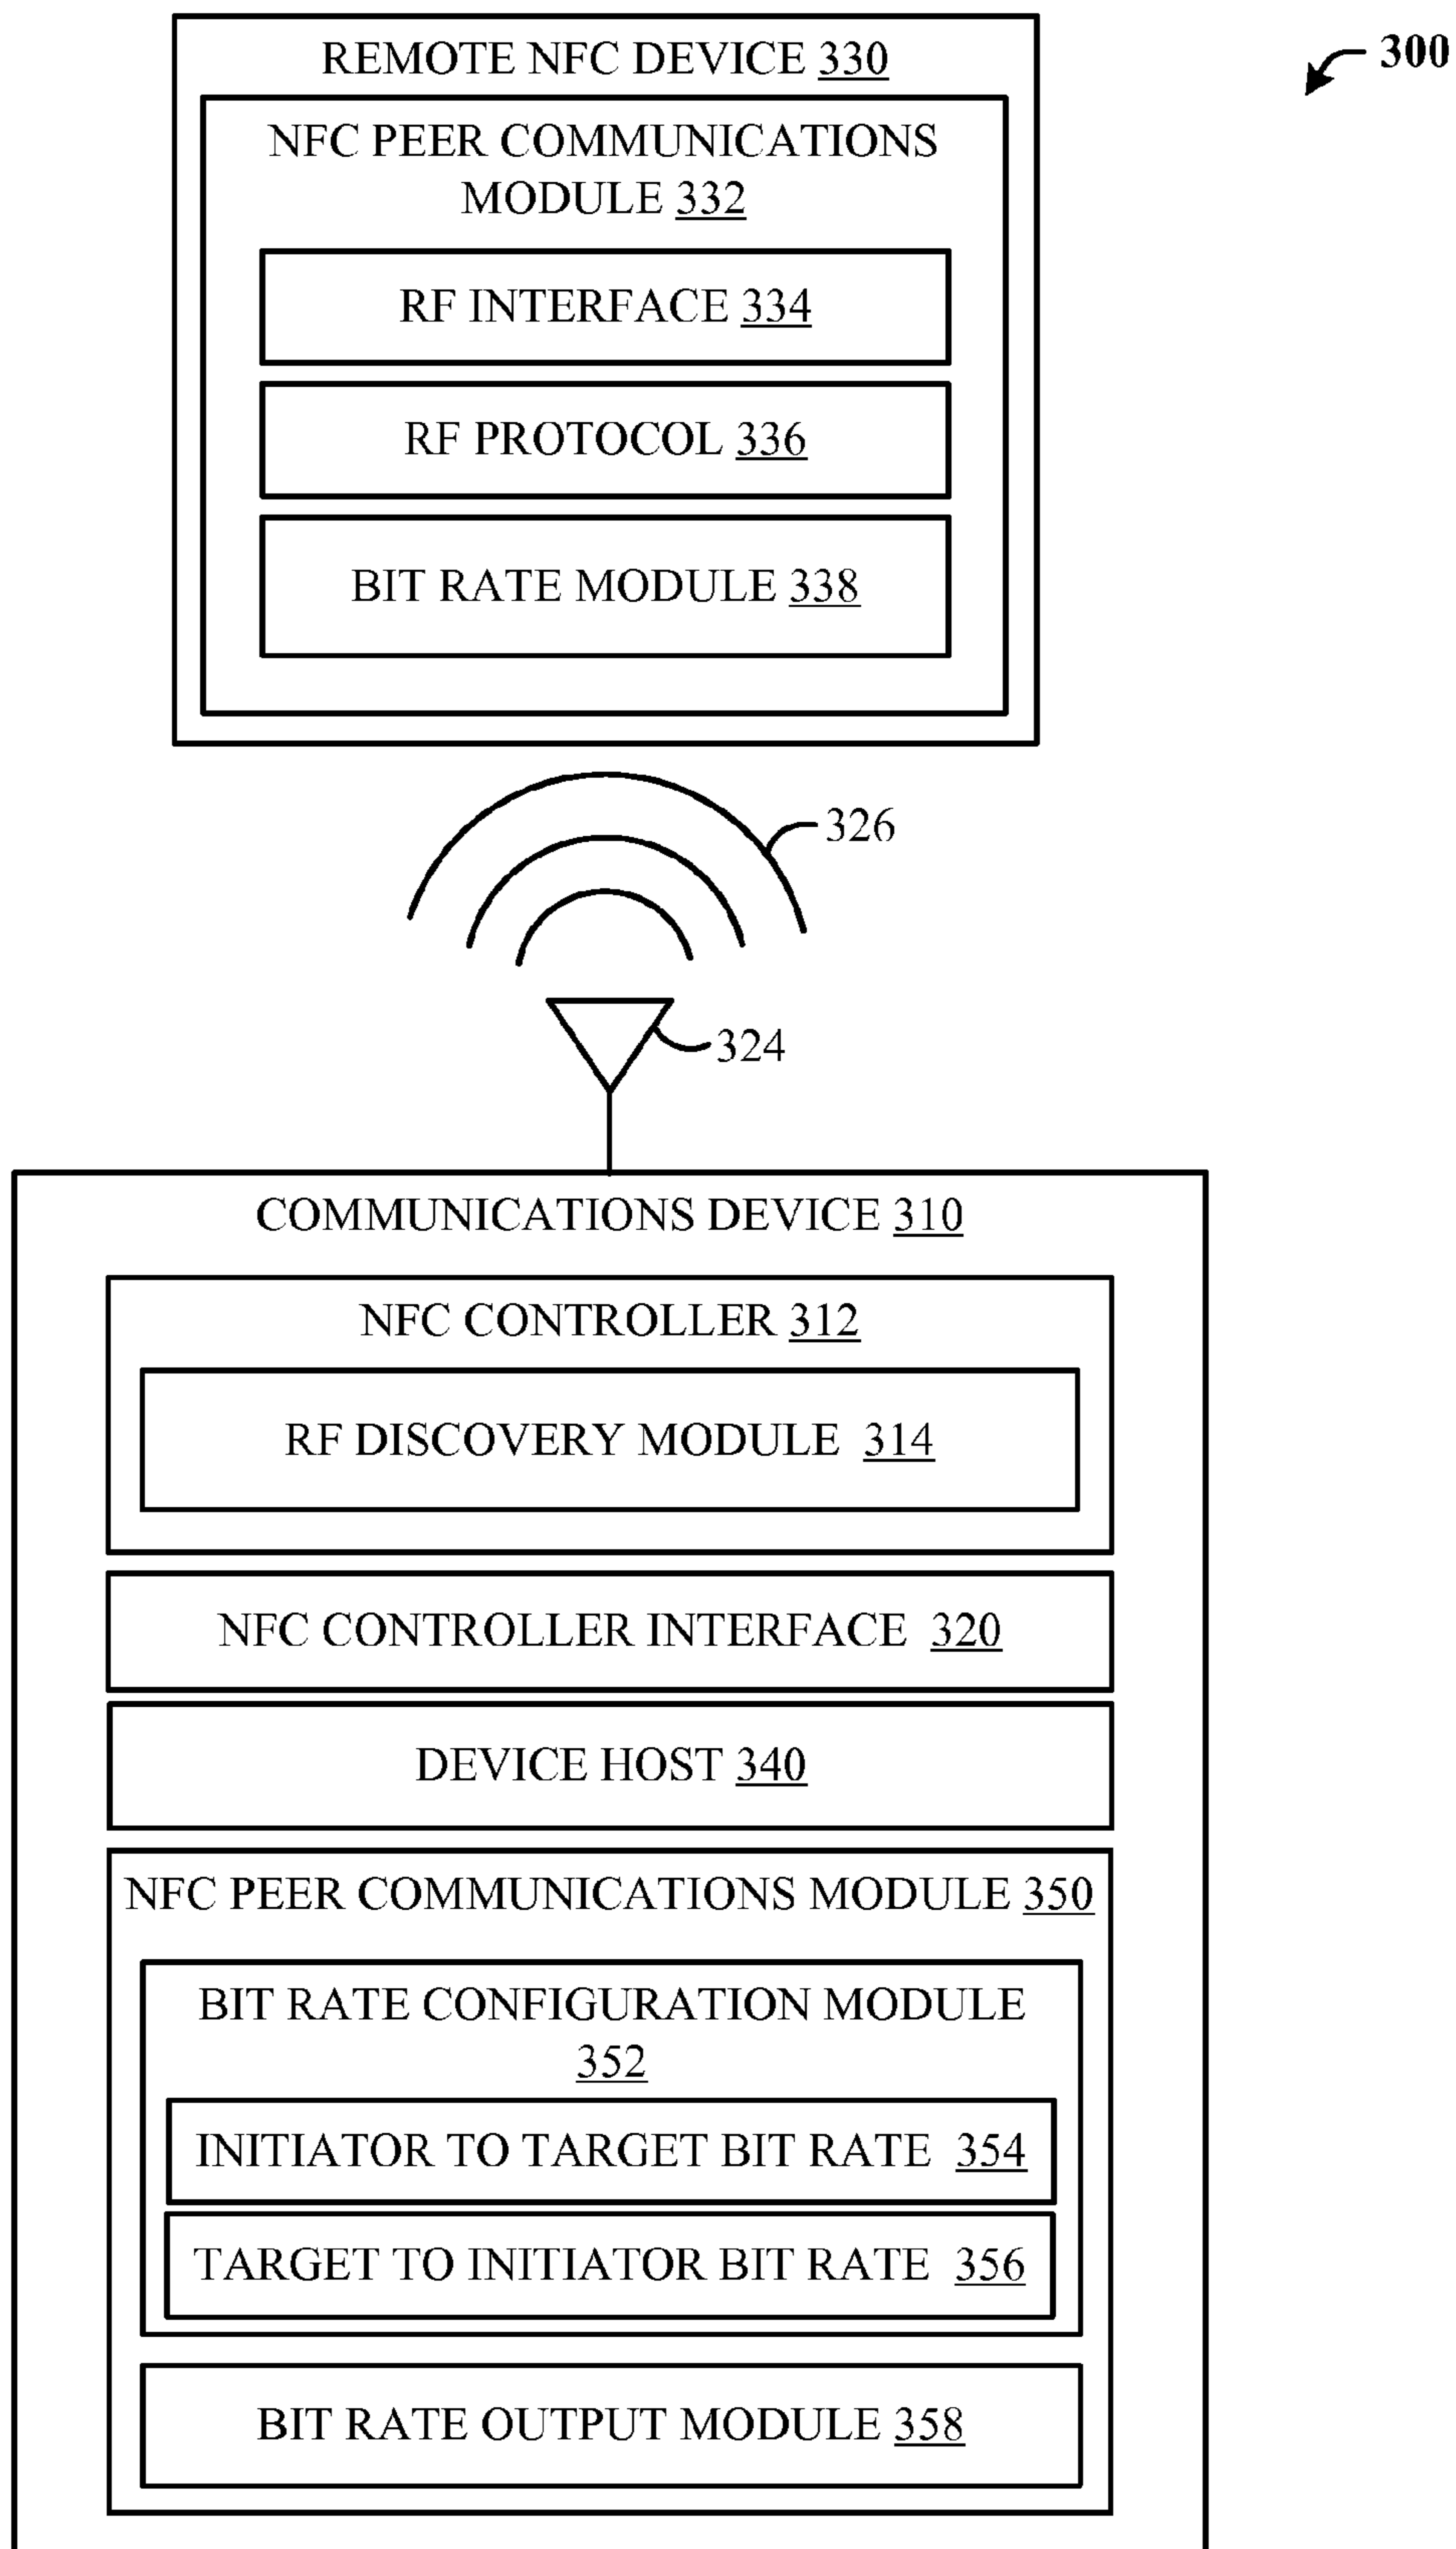 300
REMOTE NFC DEVICE 330
NFC PEER COMMUNICATIONS
MODULE 332
RF INTERFACE 334
RF PROTOCOL 336
BIT RATE MODULE 338
326
324
COMMUNICATIONS DEVICE 310
NFC CONTROLLER 312
RF DISCOVERY MODULE 314
NFC CONTROLLER INTERFACE 320
DEVICE HOST 340
NFC PEER COMMUNICATIONS MODULE 350
BIT RATE CONFIGURATION MODULE
352
INITIATOR TO TARGET BIT RATE 354
TARGET TO INITIATOR BIT RATE 356
BIT RATE OUTPUT MODULE 358